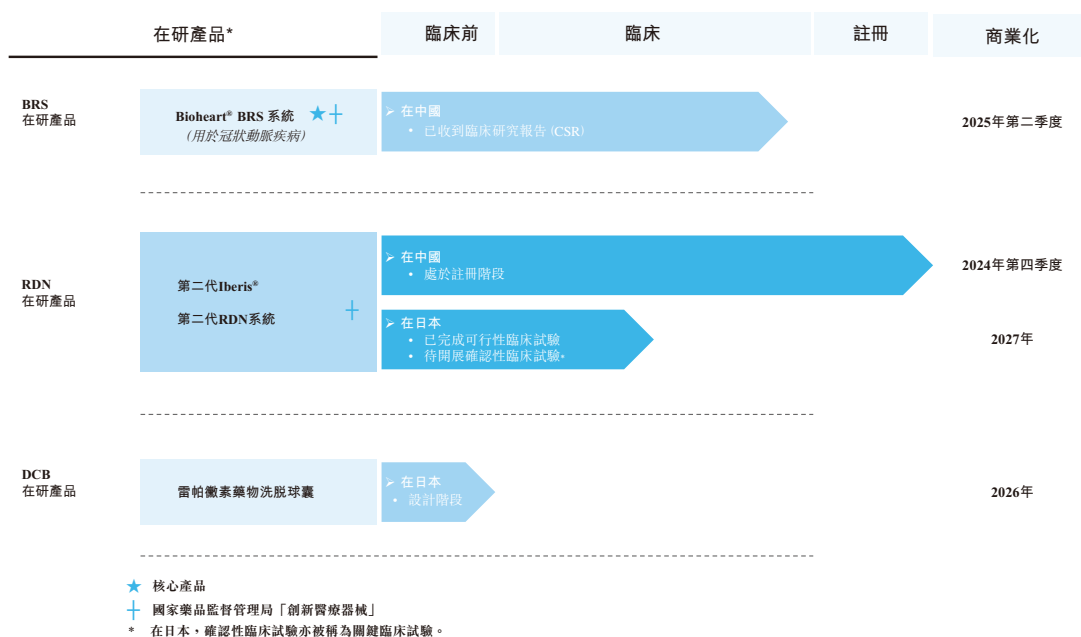 在研產品*
臨床前
臨床
註冊
商業化
BRS
在研產品
Bioheart® BRS 系統 ★┼
(用於冠狀動脈疾病)
➢ 在中國
• 已收到臨床研究報告 (CSR)
2025年第二季度
RDN
在研產品
第二代Iberis®
第二代RDN系統
┼
➢ 在中國
• 處於註冊階段
2024年第四季度
➢ 在日本
• 已完成可行性臨床試驗
• 待開展確認性臨床試驗*
2027年
DCB
在研產品
雷帕黴素藥物洗脫球囊
➢ 在日本
• 設計階段
2026年
★ 核心產品
┼ 國家藥品監督管理局「創新醫療器械」
* 在日本，確認性臨床試驗亦被稱為關鍵臨床試驗。